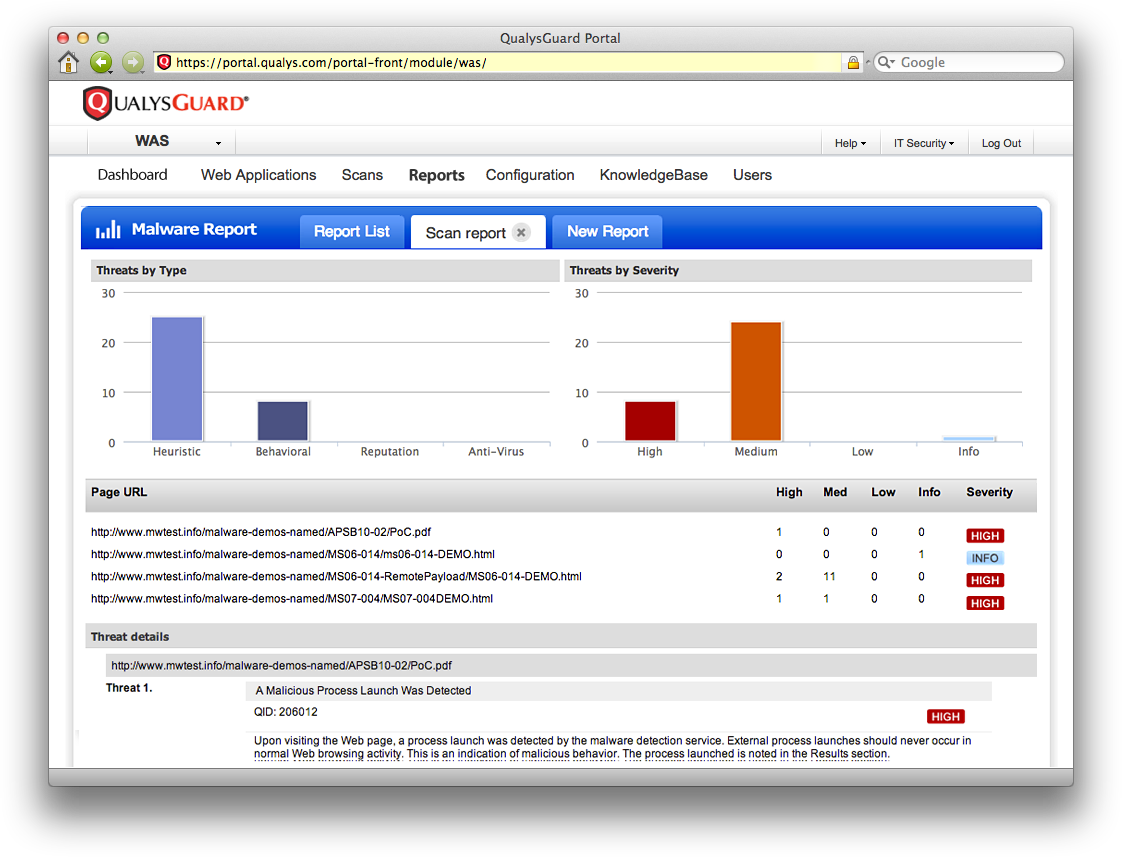 QualysGuard Portal
https://portal.qualys.com/portal-front/module/was/
Google
QUALYSGUARD®
WAS
Help
IT Security
Log Out
Dashboard
Web Applications
Scans
Reports
Configuration
KnowledgeBase
Users
Malware Report
Report List
Scan report
New Report
Threats by Type
30
20
10
0
Heuristic
Behavioral
Reputation
Anti-Virus
Threats by Severity
30
20
10
0
High
Medium
Low
Info
Page URL High Med Low Info Severity
http://www.mwtest.info/malware-demos-named/APSB10-02/PoC.pdf 1 0 0 0 HIGH
http://www.mwtest.info/malware-demos-named/MS06-014/ms06-014-DEMO.html 0 0 0 1 INFO
http://www.mwtest.info/malware-demos-named/MS06-014-RemotePayload/MS06-014-DEMO.html 2 11 0 0 HIGH
http://www.mwtest.info/malware-demos-named/MS07-004/MS07-004DEMO.html 1 1 0 0 HIGH
Threat details
http://www.mwtest.info/malware-demos-named/APSB10-02/PoC.pdf
Threat 1. A Malicious Process Launch Was Detected
QID: 206012 HIGH
Upon visiting the Web page, a process launch was detected by the malware detection service. External process launches should never occur in
normal Web browsing activity. This is an indication of malicious behavior. The process launched is noted in the Results section.